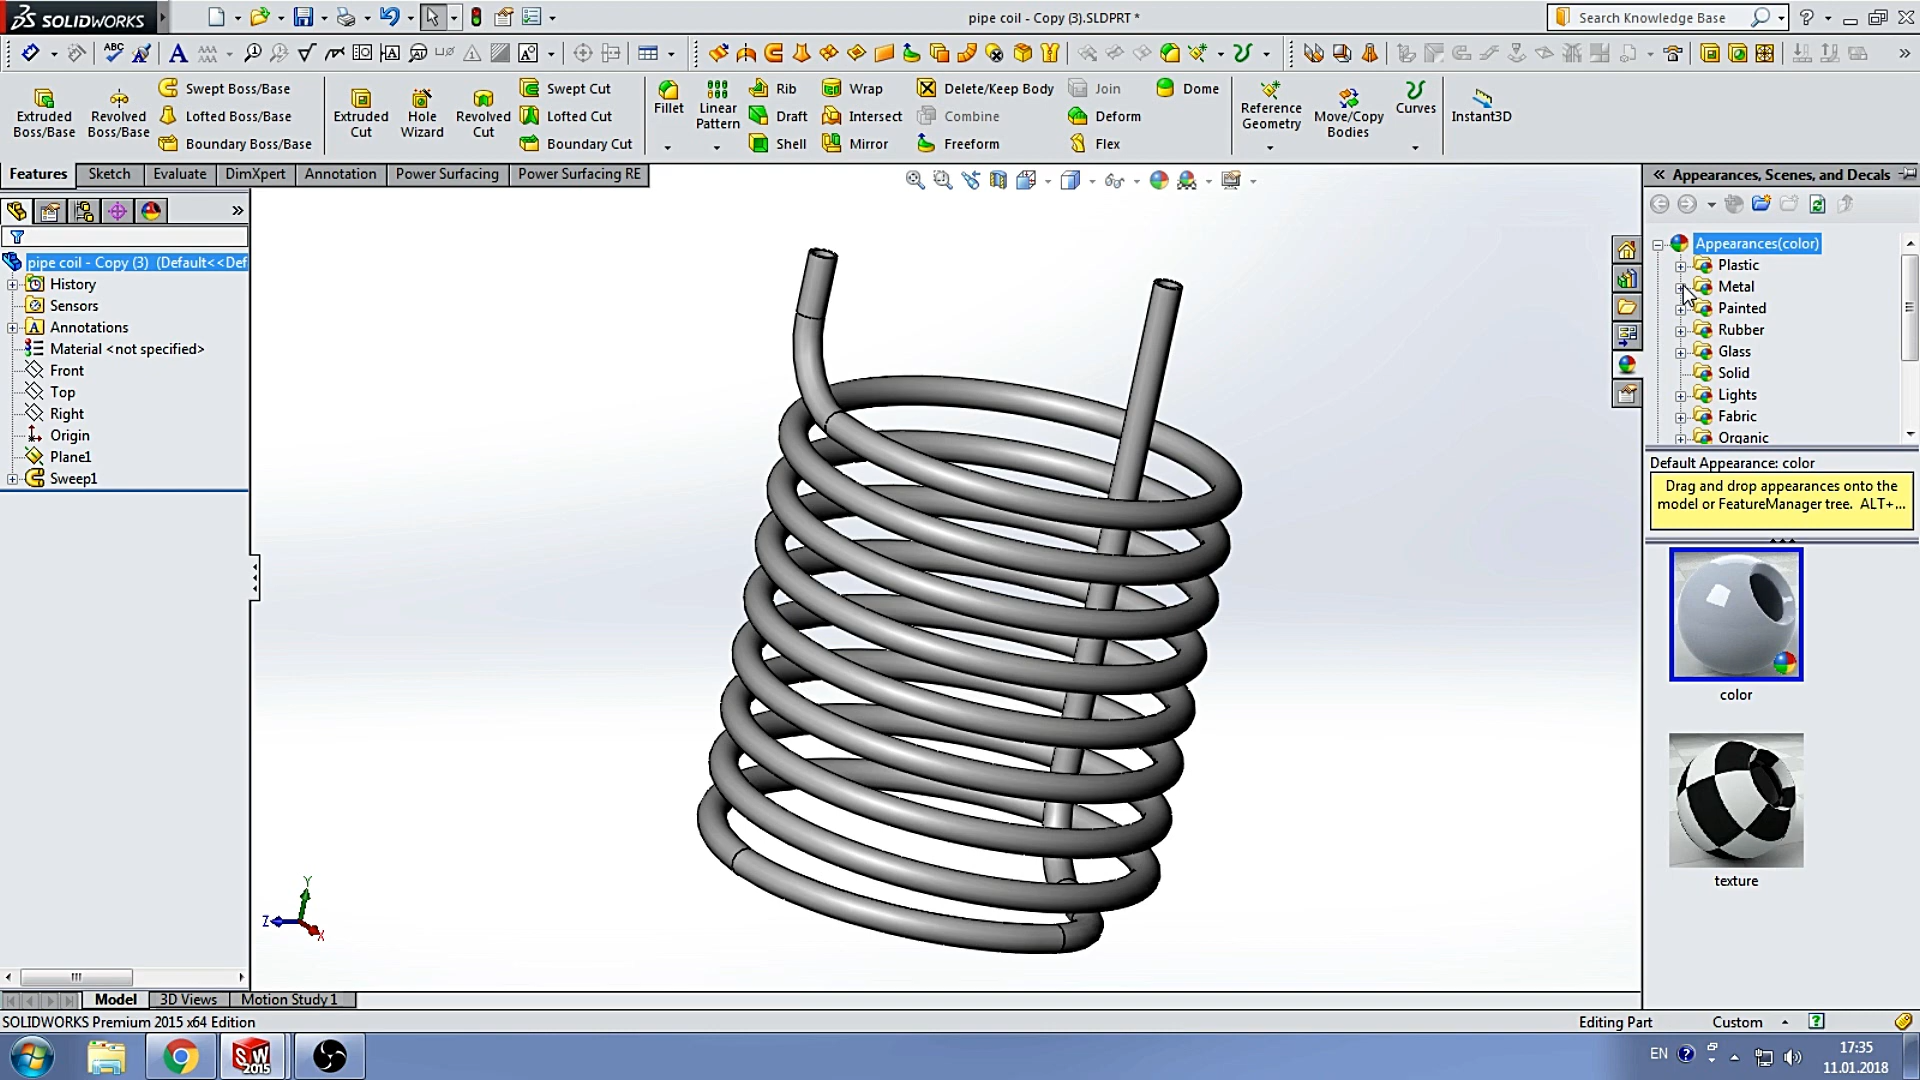 SOLIDWORKS
pipe coil - Copy (3).SLDPRT *
Search Knowledge Base
ABC
Extruded Boss/Base
Revolved Boss/Base
Swept Boss/Base
Lofted Boss/Base
Boundary Boss/Base
Extruded Cut
Hole Wizard
Revolved Cut
Swept Cut
Lofted Cut
Boundary Cut
Fillet
Linear Pattern
Rib
Draft
Shell
Wrap
Intersect
Mirror
Delete/Keep Body
Combine
Freeform
Join
Deform
Flex
Dome
Reference Geometry
Move/Copy Bodies
Curves
Instant3D
Features
Sketch
Evaluate
DimXpert
Annotation
Power Surfacing
Power Surfacing RE
pipe coil - Copy (3) (Default<<Def
History
Sensors
Annotations
Material <not specified>
Front
Top
Right
Origin
Plane1
Sweep1
Y
Z
X
Appearances, Scenes, and Decals
Appearances(color)
Plastic
Metal
Painted
Rubber
Glass
Solid
Lights
Fabric
Organic
Default Appearance: color
Drag and drop appearances onto the
model or FeatureManager tree. ALT+...
color
texture
Model
3D Views
Motion Study 1
SOLIDWORKS Premium 2015 x64 Edition
Editing Part
Custom
SW
2015
EN
17:35
11.01.2018